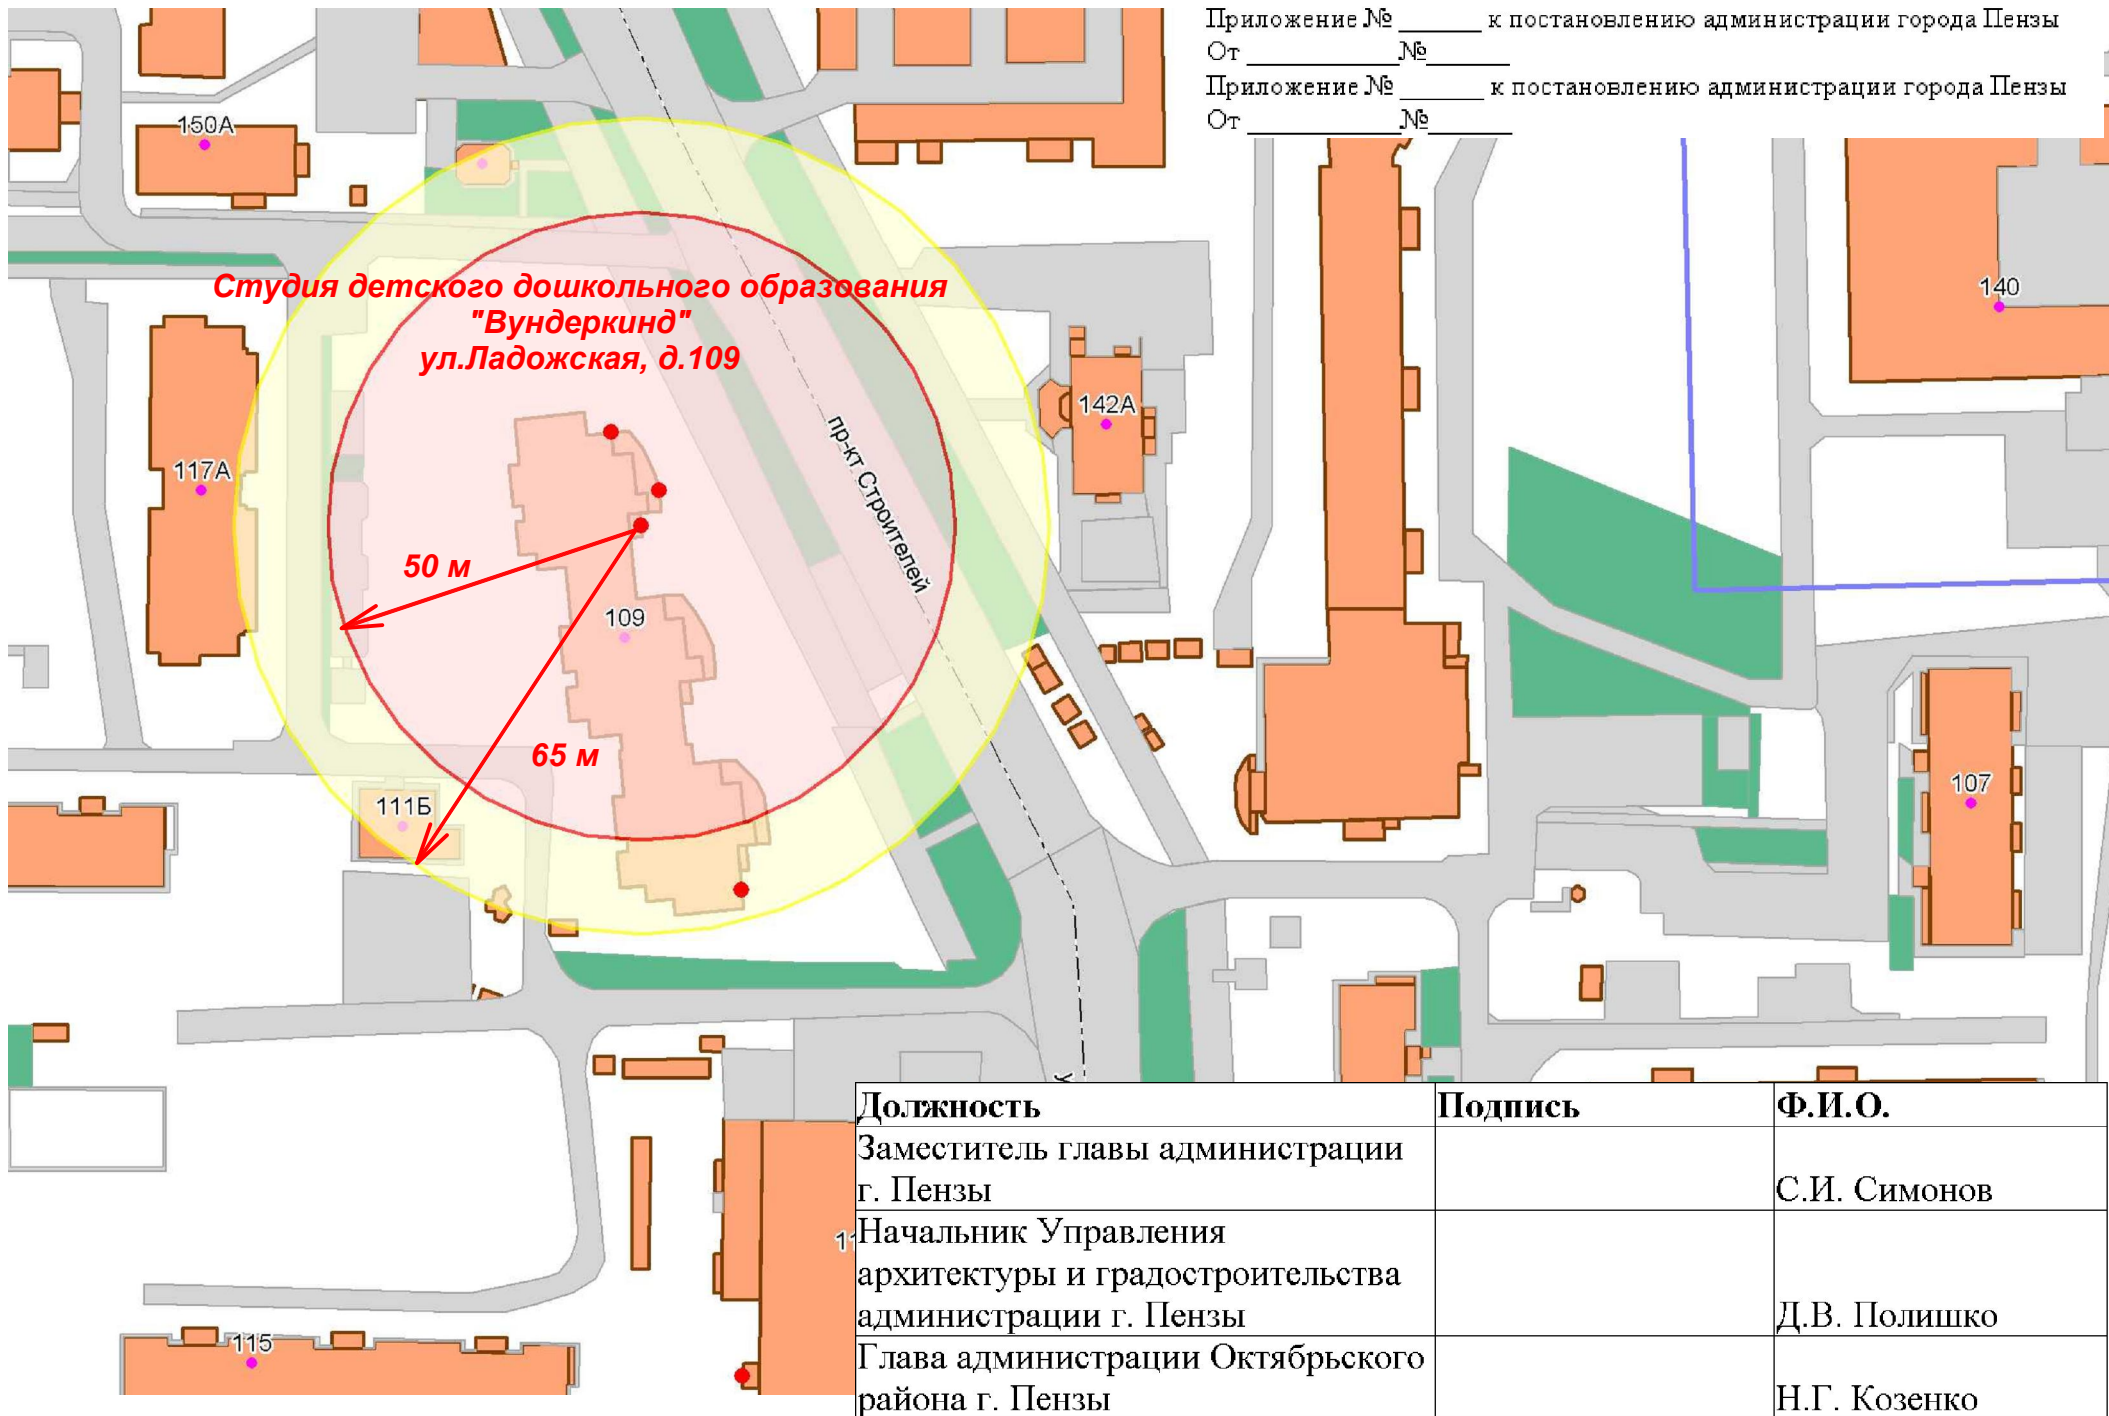 Приложение № ______ к постановлению администрации города Пензы
От ___________№______
Приложение № ______ к постановлению администрации города Пензы
От ___________№______
150А
Студия детского дошкольного образования
"Вундеркинд"
ул.Ладожская, д.109
140
142А
117А
пр-кт Строителей
50 м
109
65 м
111Б
107
у
11
115
Должность Подпись Ф.И.О.
Заместитель главы администрации
г. Пензы С.И. Симонов
Начальник Управления
архитектуры и градостроительства
администрации г. Пензы Д.В. Полишко
Глава администрации Октябрьского
района г. Пензы Н.Г. Козенко